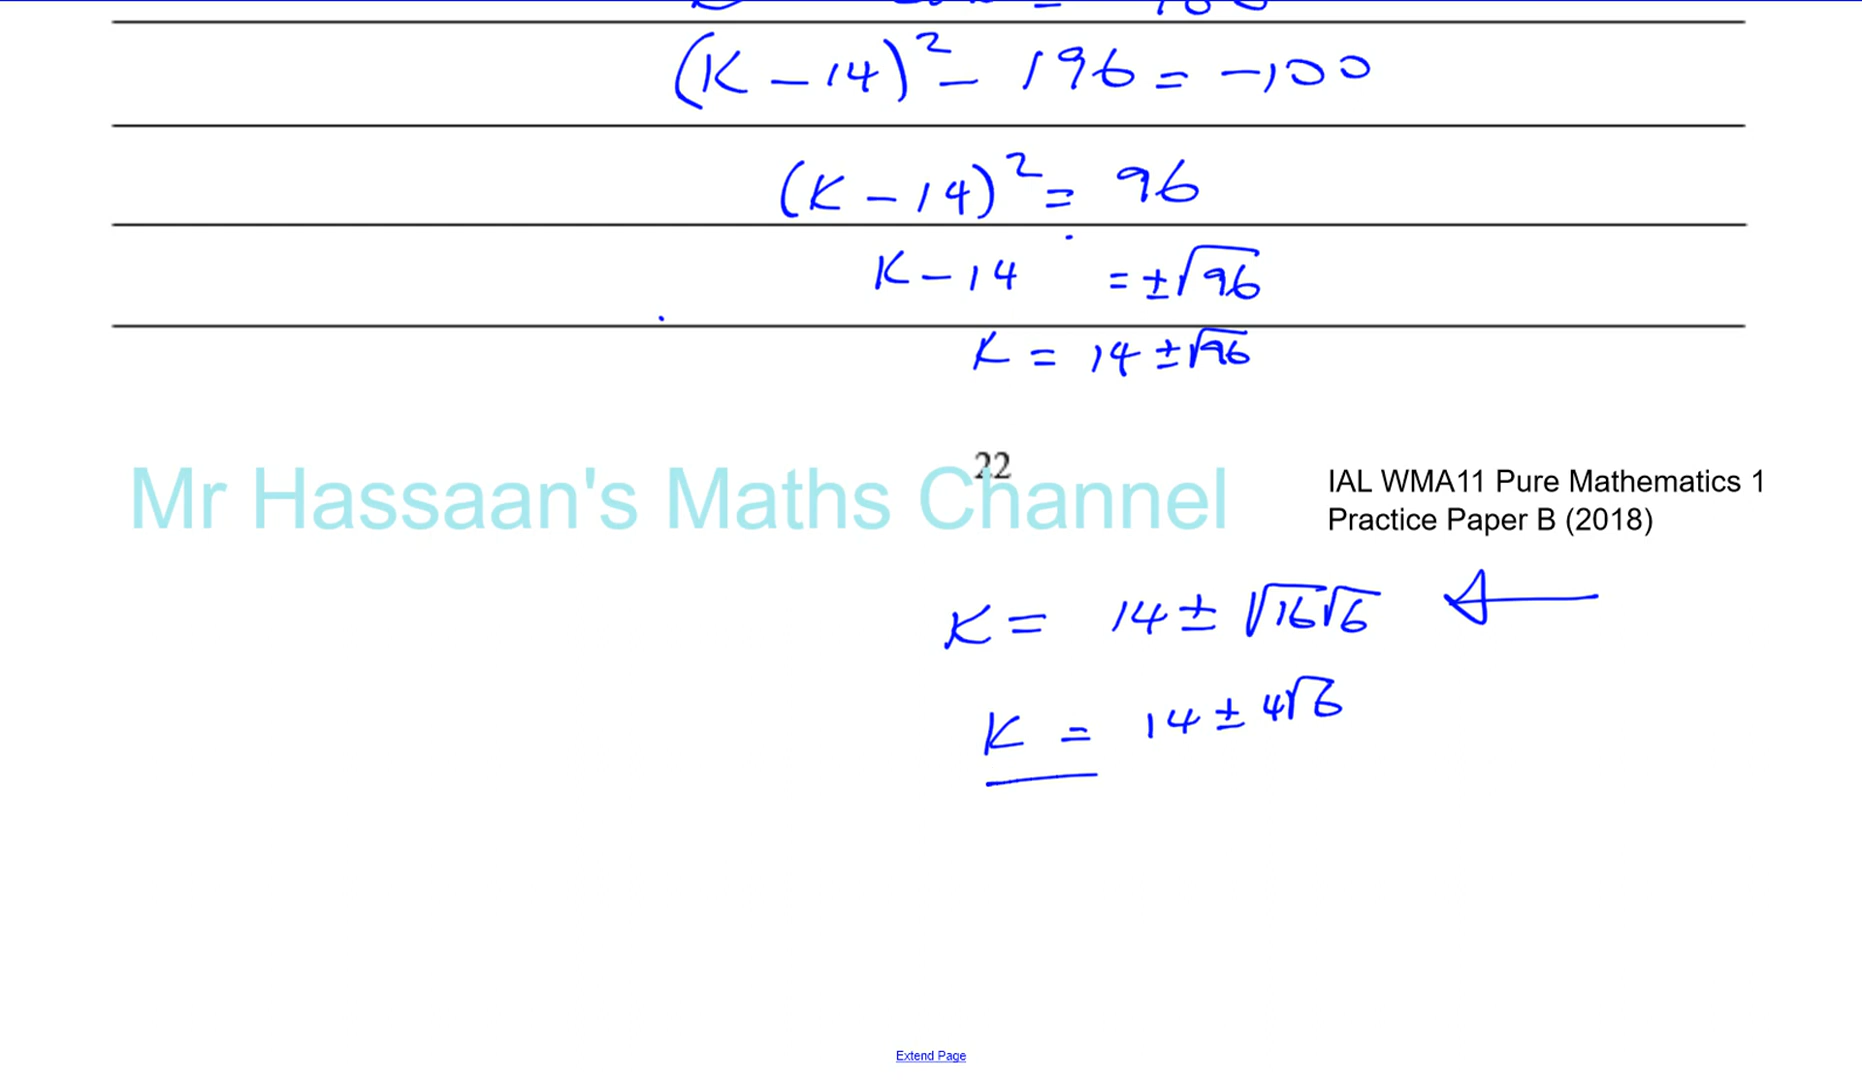 (K - 14)² - 196 = -100
(K - 14)² = 96
K - 14 = ±√96
K = 14 ± √96
22
Mr Hassaan's Maths Channel
IAL WMA11 Pure Mathematics 1
Practice Paper B (2018)
K = 14 ± √16√6
K = 14 ± 4√6
Extend Page